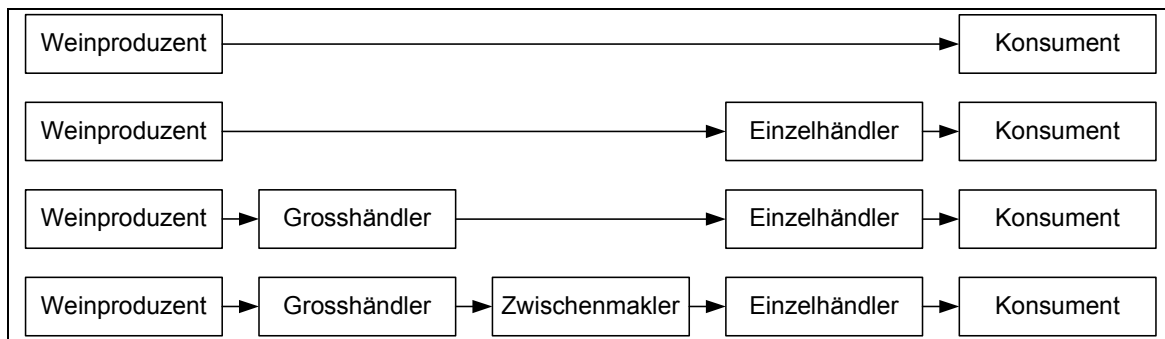 Weinproduzent Konsument
Weinproduzent Einzelhändler Konsument
Weinproduzent Grosshändler Einzelhändler Konsument
Weinproduzent Grosshändler Zwischenmakler Einzelhändler Konsument